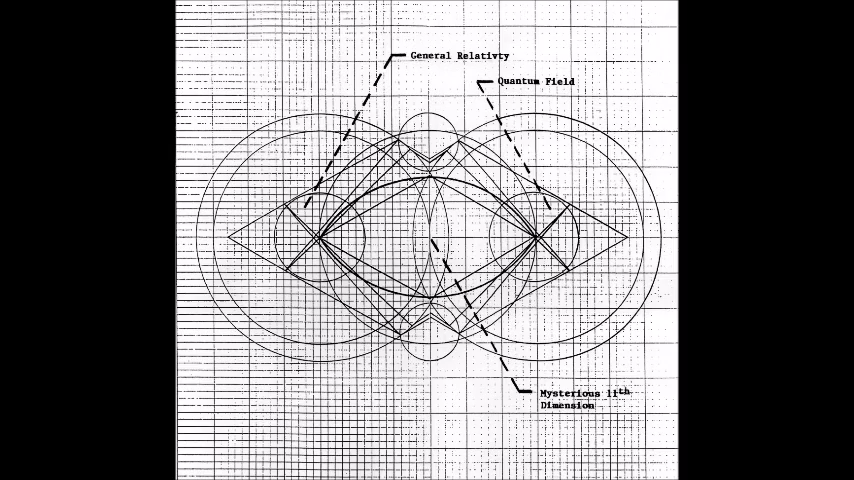 General Relativty
Quantum Field
Mysterious 11th
Dimension